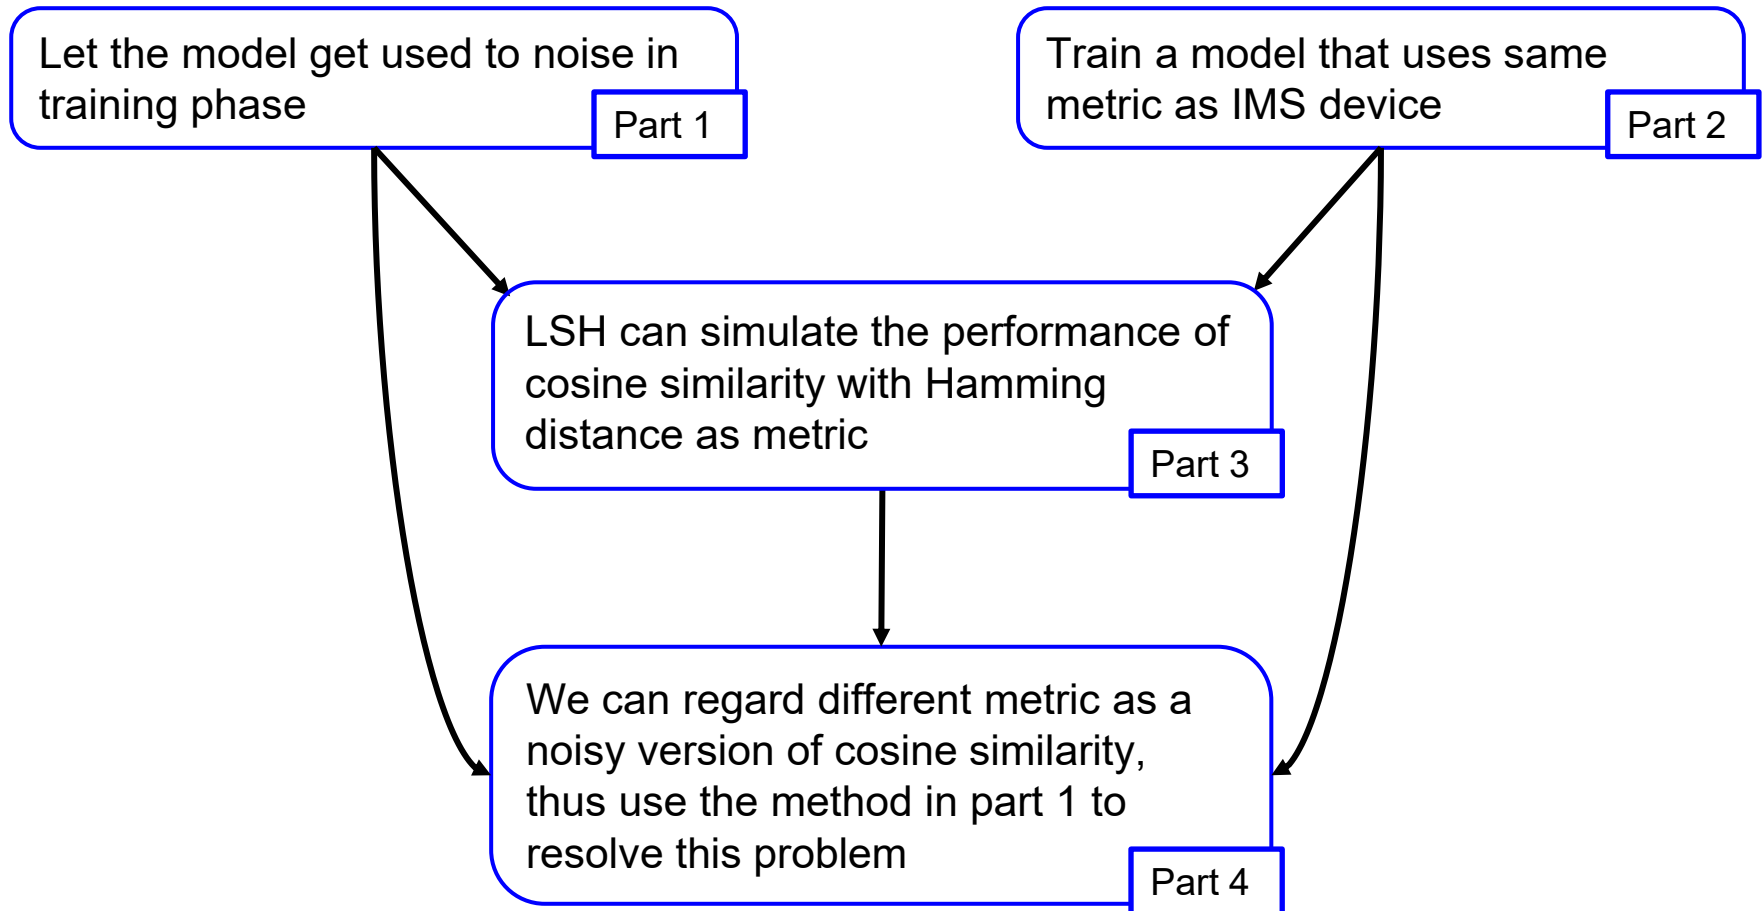 Let the model get used to noise in
training phase
Part 1
Train a model that uses same
metric as IMS device
Part 2
LSH can simulate the performance of
cosine similarity with Hamming
distance as metric
Part 3
We can regard different metric as a
noisy version of cosine similarity,
thus use the method in part 1 to
resolve this problem
Part 4